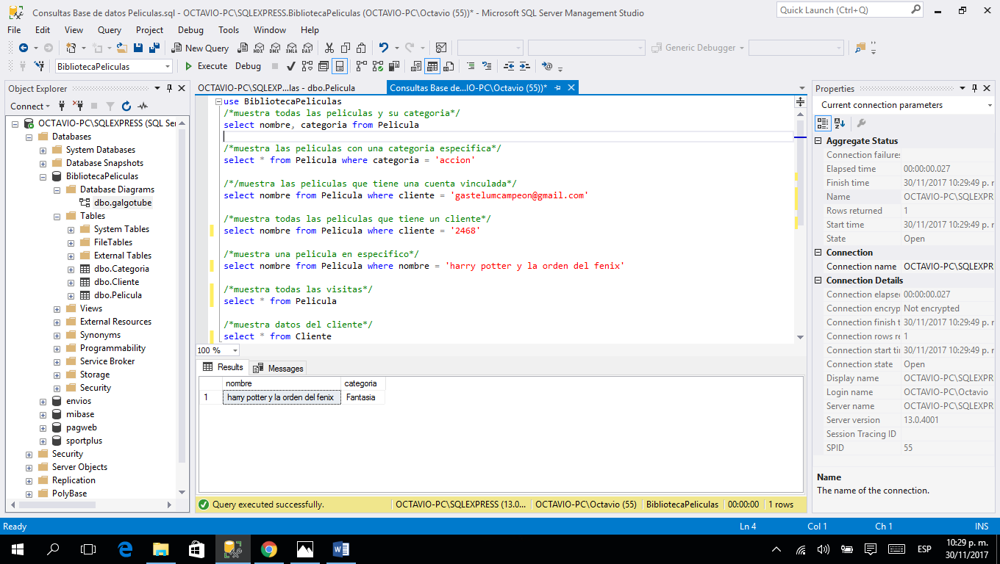 Consultas Base de datos Peliculas.sql - OCTAVIO-PC\SQLEXPRESS.BibliotecaPeliculas (OCTAVIO-PC\Octavio (55))* - Microsoft SQL Server Management Studio
Quick Launch (Ctrl+Q)
File Edit View Query Project Debug Tools Window Help
New Query
MDX DMX XMLA DAX
Generic Debugger
BibliotecaPeliculas
Execute Debug
Object Explorer
Connect
OCTAVIO-PC\SQLEXPRESS (SQL Ser
Databases
System Databases
Database Snapshots
BibliotecaPeliculas
Database Diagrams
dbo.galgotube
Tables
System Tables
FileTables
External Tables
dbo.Categoria
dbo.Cliente
dbo.Pelicula
Views
External Resources
Synonyms
Programmability
Service Broker
Storage
Security
envios
mibase
pagweb
sportplus
Security
Server Objects
Replication
PolyBase
OCTAVIO-PC\SQLEXP...las - dbo.Pelicula
Consultas Base de...IO-PC\Octavio (55))*
use BibliotecaPeliculas
/*muestra todas las peliculas y su categoria*/
select nombre, categoria from Pelicula
/*muestra las peliculas con una categoria especifica*/
select * from Pelicula where categoria = 'accion'
/*/muestra las peliculas que tiene una cuenta vinculada*/
select nombre from Pelicula where cliente = 'gastelumcampeon@gmail.com'
/*muestra todas las peliculas que tiene un cliente*/
select nombre from Pelicula where cliente = '2468'
/*muestra una pelicula en especifico*/
select nombre from Pelicula where nombre = 'harry potter y la orden del fenix'
/*muestra todas las visitas*/
select * from Pelicula
/*muestra datos del cliente*/
select * from Cliente
100 %
Results Messages
nombre categoria
1 harry potter y la orden del fenix Fantasia
Query executed successfully.
OCTAVIO-PC\SQLEXPRESS (13.0... OCTAVIO-PC\Octavio (55) BibliotecaPeliculas 00:00:00 1 rows
Properties
Current connection parameters
Aggregate Status
Connection failures
Elapsed time 00:00:00.027
Finish time 30/11/2017 10:29:49 p. r
Name OCTAVIO-PC\SQLEXPR
Rows returned 1
Start time 30/11/2017 10:29:49 p. r
State Open
Connection
Connection name OCTAVIO-PC\SQLEXPR
Connection Details
Connection elapse 00:00:00.027
Connection encryp Not encrypted
Connection finish t 30/11/2017 10:29:49 p. r
Connection rows re 1
Connection start ti 30/11/2017 10:29:49 p. r
Connection state Open
Display name OCTAVIO-PC\SQLEXPR
Login name OCTAVIO-PC\Octavio
Server name OCTAVIO-PC\SQLEXPR
Server version 13.0.4001
Session Tracing ID
SPID 55
Name
The name of the connection.
Ready
Ln 4 Col 1 Ch 1 INS
ESP
10:29 p. m.
30/11/2017